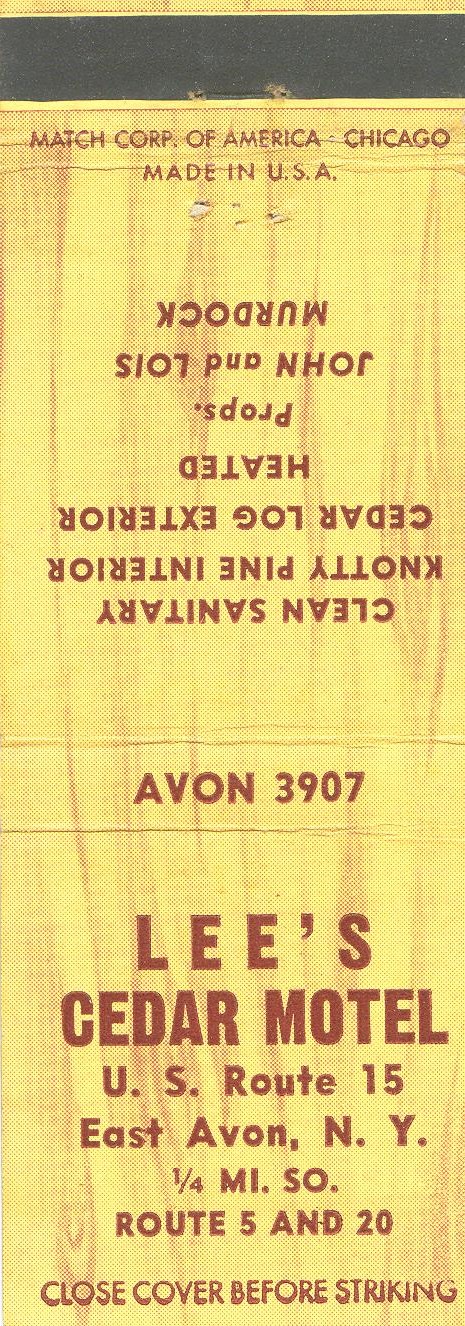 MATCH CORP. OF AMERICA - CHICAGO
MADE IN U.S.A.
CLEAN SANITARY
KNOTTY PINE INTERIOR
CEDAR LOG EXTERIOR
HEATED
Props.
JOHN and LOIS
MURDOCK
AVON 3907
LEE'S
CEDAR MOTEL
U. S. Route 15
East Avon, N. Y.
1/4 MI. SO.
ROUTE 5 AND 20
CLOSE COVER BEFORE STRIKING